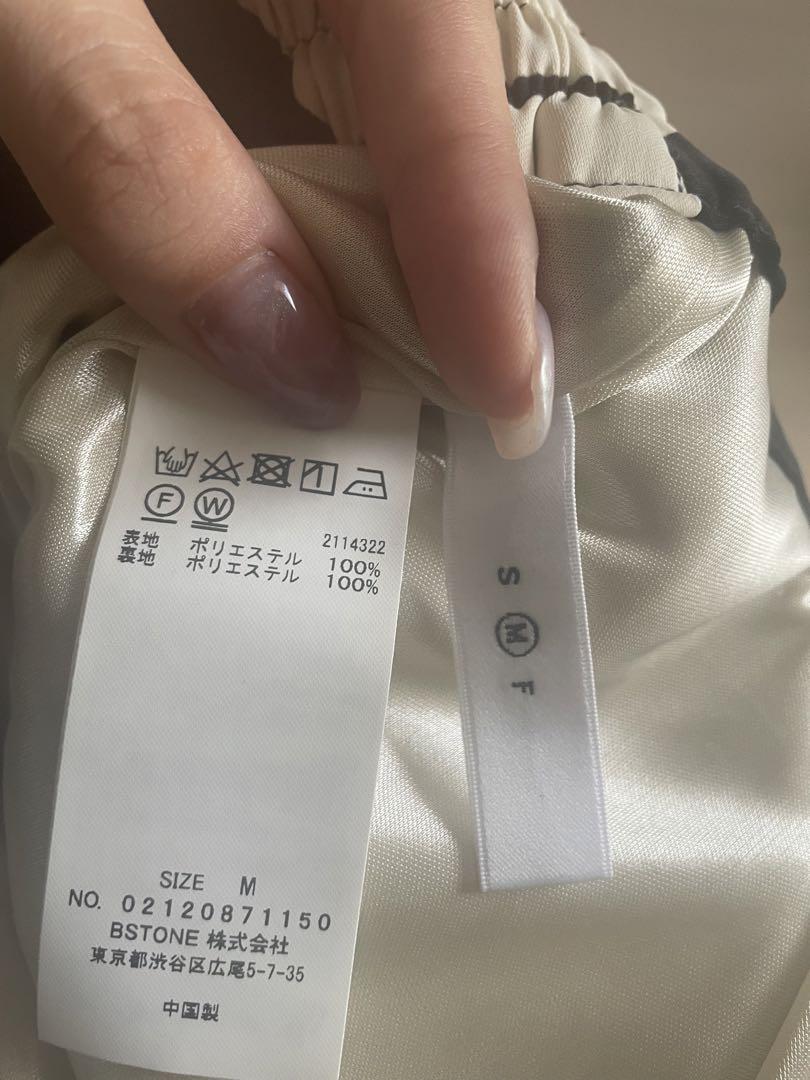 F W
2114322
表地 ポリエステル 100%
裏地 ポリエステル 100%
SIZE M
NO. 02120871150
BSTONE 株式会社
東京都渋谷区広尾5-7-35
中国製
S
M
F